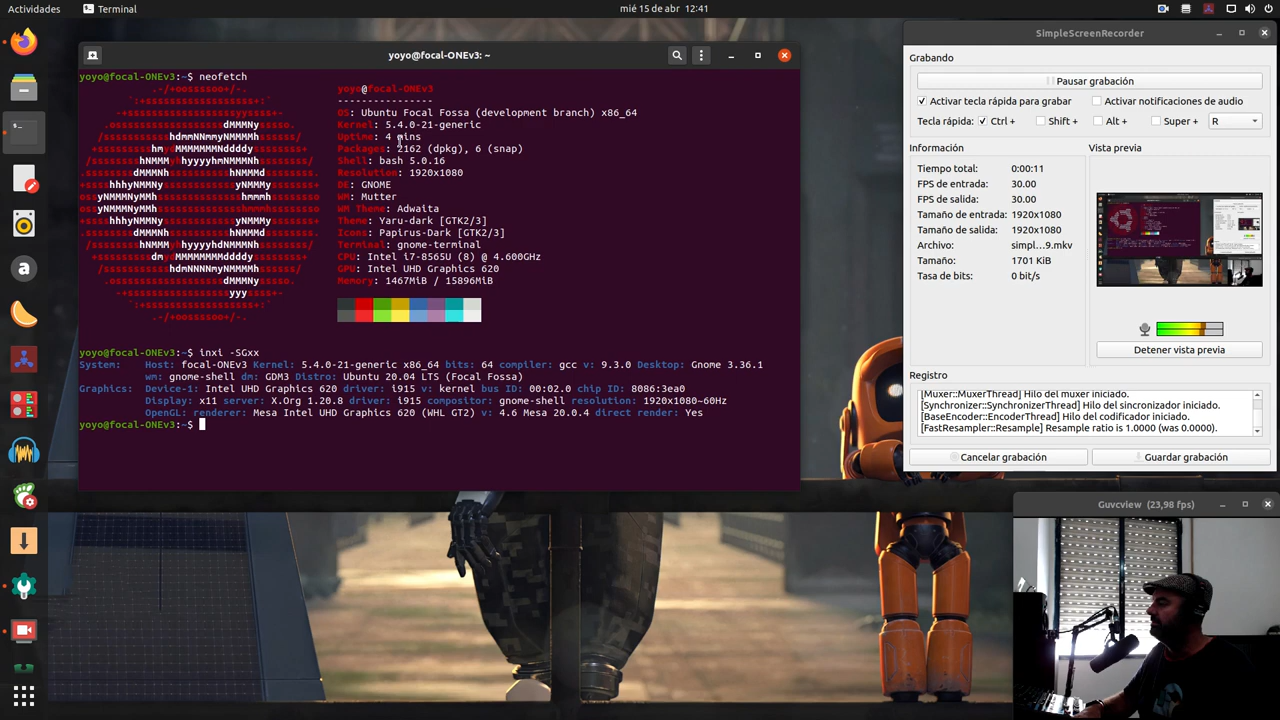 Actividades
Terminal
mié 15 de abr 12:41
yoyo@focal-ONEv3: ~
yoyo@focal-ONEv3:~$ neofetch
yoyo@focal-ONEv3
----------------
OS: Ubuntu Focal Fossa (development branch) x86_64
Kernel: 5.4.0-21-generic
Uptime: 4 mins
Packages: 2162 (dpkg), 6 (snap)
Shell: bash 5.0.16
Resolution: 1920x1080
DE: GNOME
WM: Mutter
WM Theme: Adwaita
Theme: Yaru-dark [GTK2/3]
Icons: Papirus-Dark [GTK2/3]
Terminal: gnome-terminal
CPU: Intel i7-8565U (8) @ 4.600GHz
GPU: Intel UHD Graphics 620
Memory: 1467MiB / 15896MiB
yoyo@focal-ONEv3:~$ inxi -SGxx
System: Host: focal-ONEv3 Kernel: 5.4.0-21-generic x86_64 bits: 64 compiler: gcc v: 9.3.0 Desktop: Gnome 3.36.1
wm: gnome-shell dm: GDM3 Distro: Ubuntu 20.04 LTS (Focal Fossa)
Graphics: Device-1: Intel UHD Graphics 620 driver: i915 v: kernel bus ID: 00:02.0 chip ID: 8086:3ea0
Display: x11 server: X.Org 1.20.8 driver: i915 compositor: gnome-shell resolution: 1920x1080~60Hz
OpenGL: renderer: Mesa Intel UHD Graphics 620 (WHL GT2) v: 4.6 Mesa 20.0.4 direct render: Yes
yoyo@focal-ONEv3:~$
SimpleScreenRecorder
Grabando
Pausar grabación
Activar tecla rápida para grabar
Activar notificaciones de audio
Tecla rápida: Ctrl + Shift + Alt + Super + R
Información
Vista previa
Tiempo total: 0:00:11
FPS de entrada: 30.00
FPS de salida: 30.00
Tamaño de entrada: 1920x1080
Tamaño de salida: 1920x1080
Archivo: simpl…9.mkv
Tamaño: 1701 KiB
Tasa de bits: 0 bit/s
Detener vista previa
Registro
[Muxer::MuxerThread] Hilo del muxer iniciado.
[Synchronizer::SynchronizerThread] Hilo del sincronizador iniciado.
[BaseEncoder::EncoderThread] Hilo del codificador iniciado.
[FastResampler::Resample] Resample ratio is 1.0000 (was 0.0000).
Cancelar grabación
Guardar grabación
Guvcview (23,98 fps)